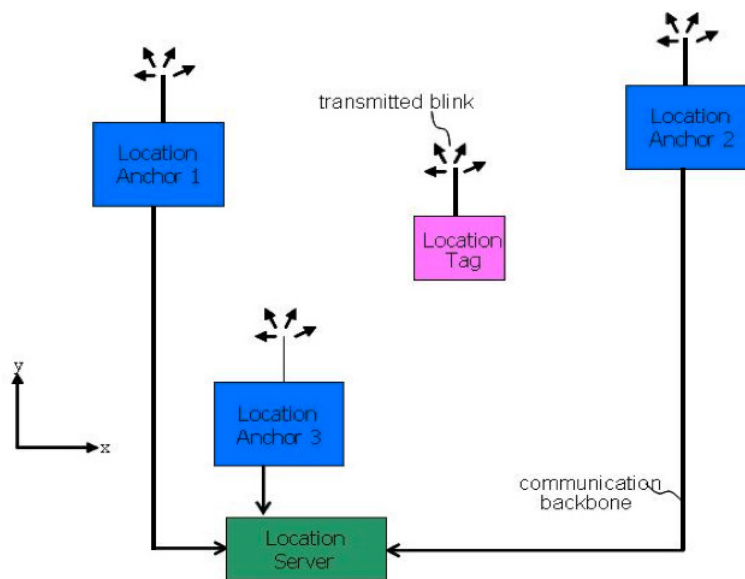 transmitted blink
Location
Anchor 1
Location
Anchor 2
Location
Tag
y
x
Location
Anchor 3
communication
backbone
Location
Server